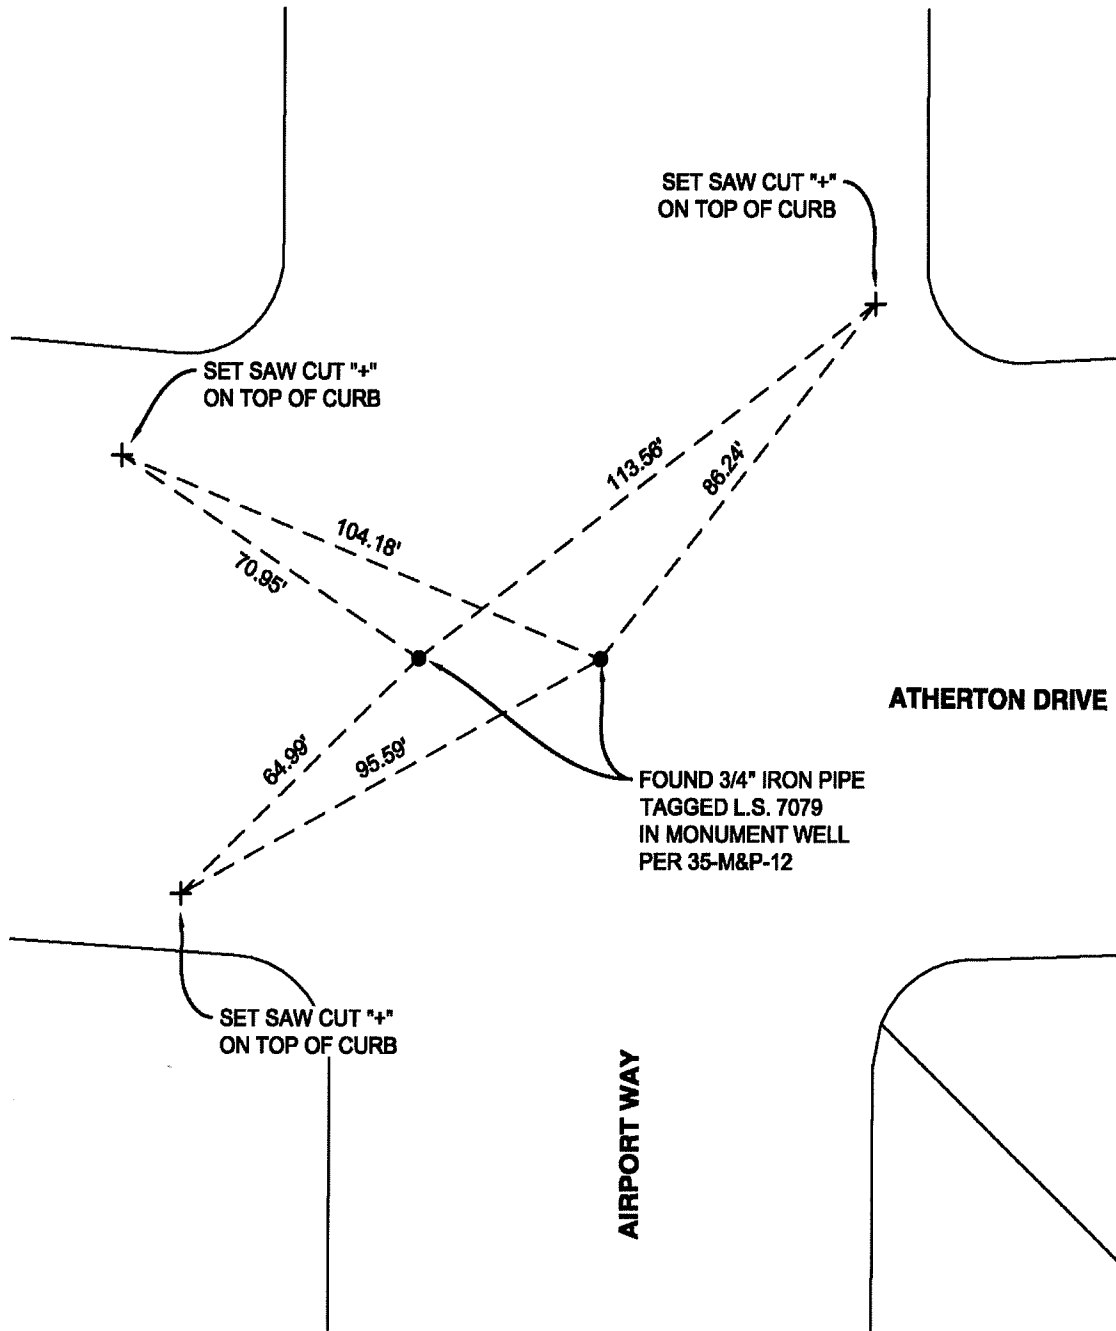 SET SAW CUT "+"
ON TOP OF CURB
SET SAW CUT "+"
ON TOP OF CURB
113.56'
86.24'
104.18'
70.95'
ATHERTON DRIVE
64.99'
95.59'
FOUND 3/4" IRON PIPE
TAGGED L.S. 7079
IN MONUMENT WELL
PER 35-M&P-12
SET SAW CUT "+"
ON TOP OF CURB
AIRPORT WAY